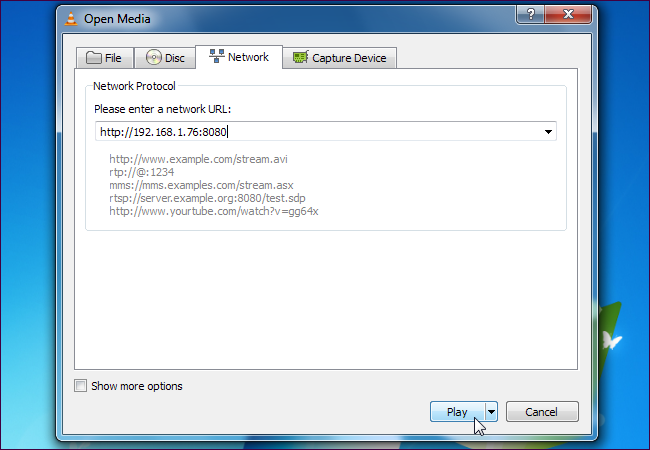 Open Media
?
File
Disc
Network
Capture Device
Network Protocol
Please enter a network URL:
http://192.168.1.76:8080
http://www.example.com/stream.avi
rtp://@:1234
mms://mms.examples.com/stream.asx
rtsp://server.example.org:8080/test.sdp
http://www.yourtube.com/watch?v=gg64x
Show more options
Play
Cancel